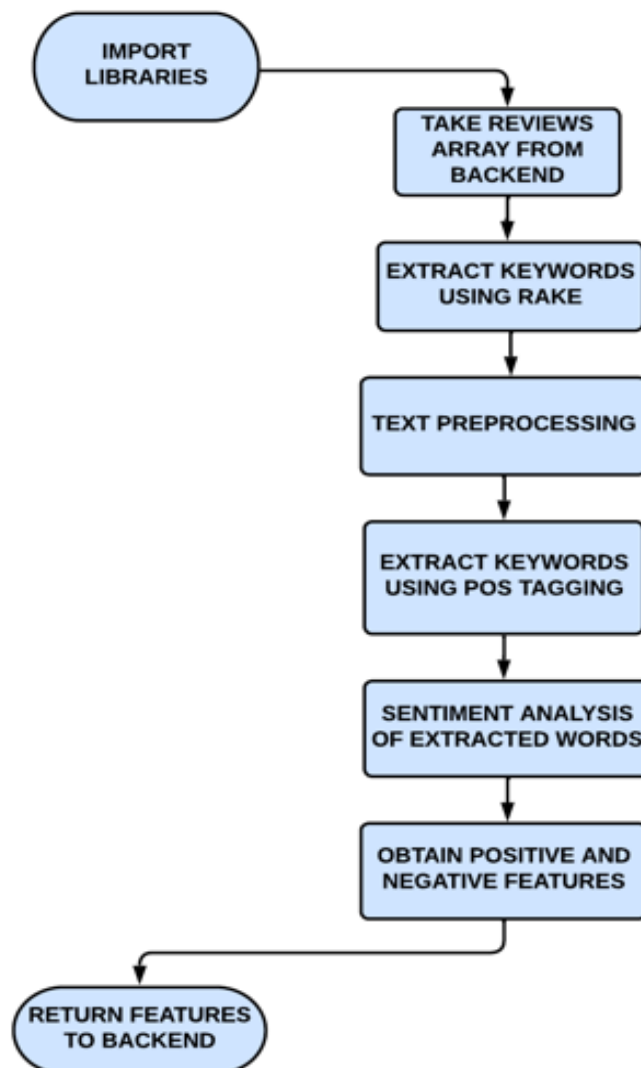 IMPORT
LIBRARIES
TAKE REVIEWS
ARRAY FROM
BACKEND
EXTRACT KEYWORDS
USING RAKE
TEXT PREPROCESSING
EXTRACT KEYWORDS
USING POS TAGGING
SENTIMENT ANALYSIS
OF EXTRACTED WORDS
OBTAIN POSITIVE AND
NEGATIVE FEATURES
RETURN FEATURES
TO BACKEND